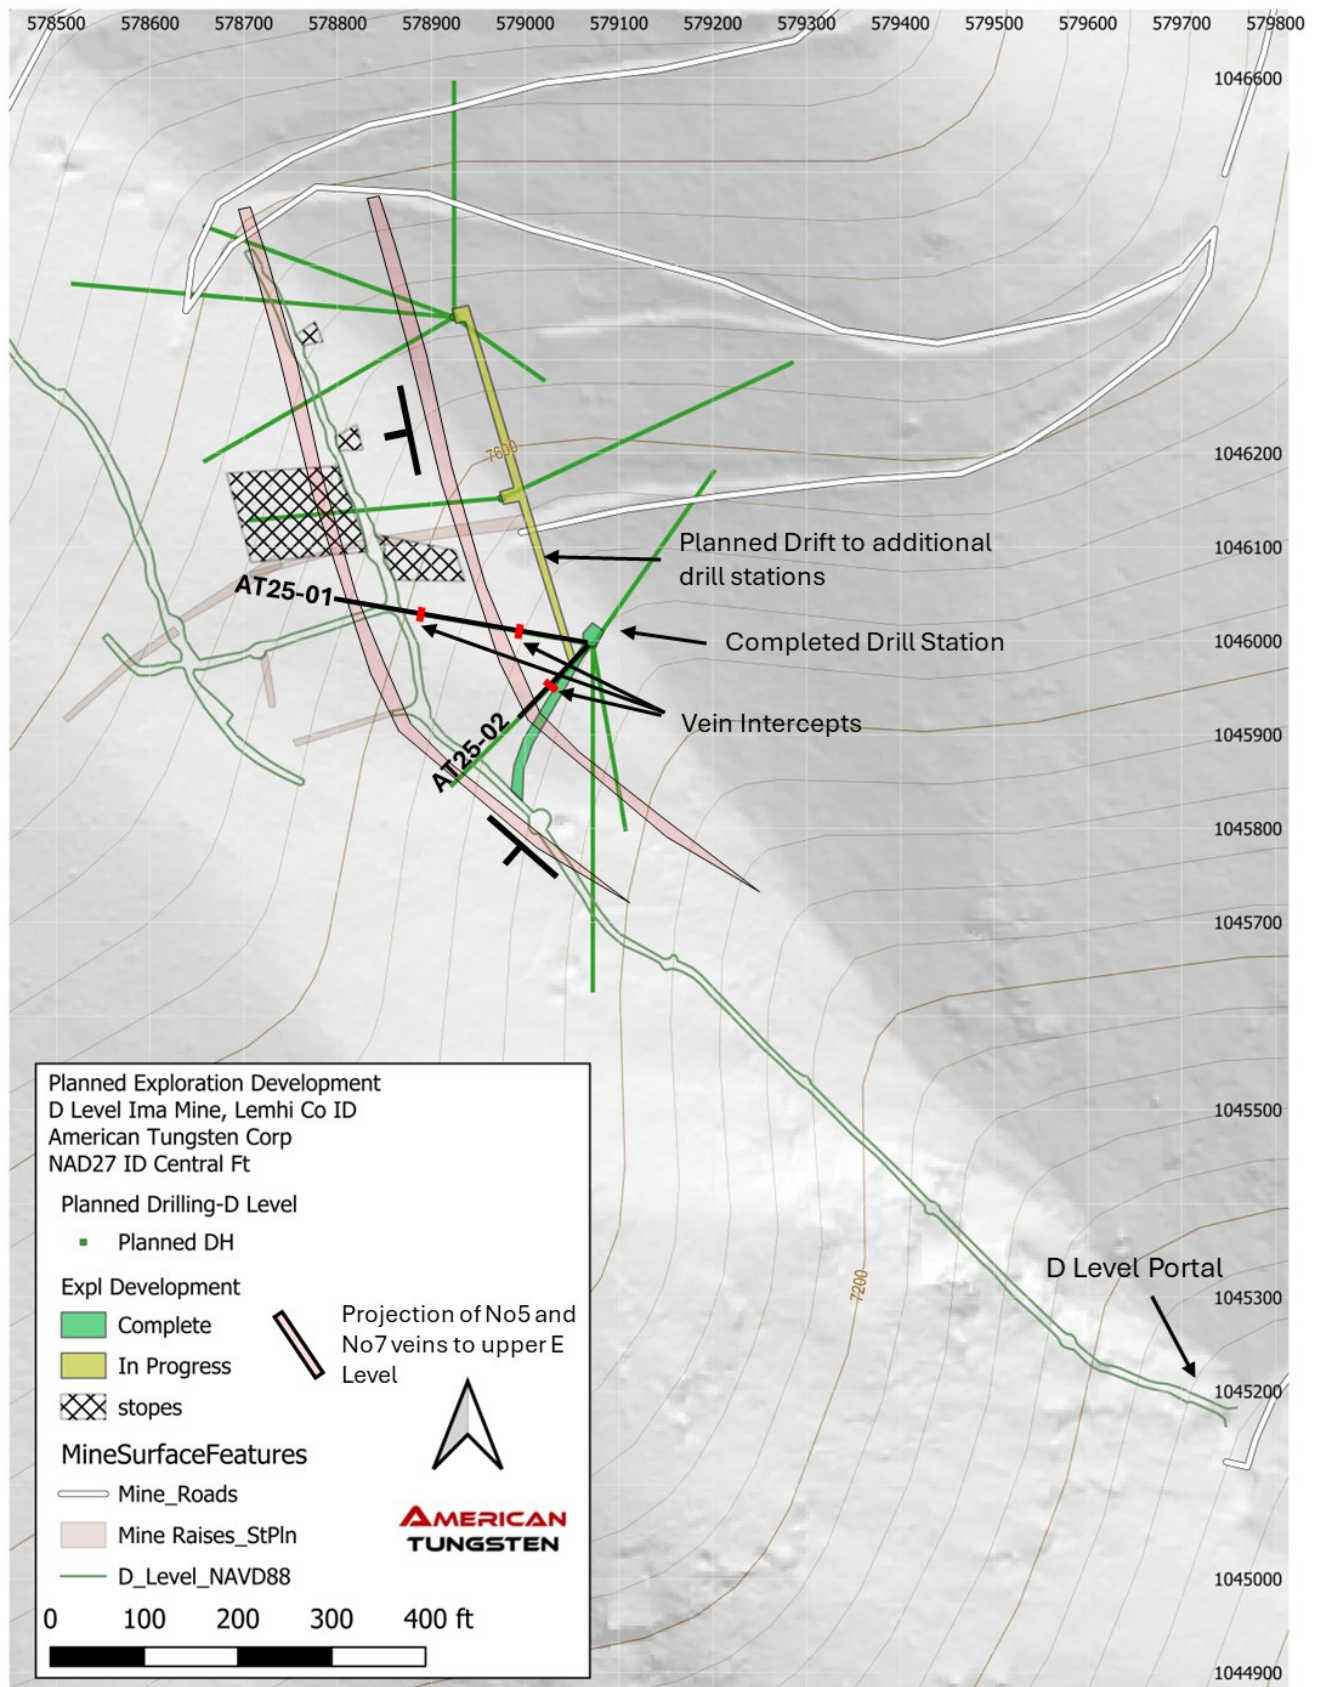 578500 578600 578700 578800 578900 579000 579100 579200 579300 579400 579500 579600 579700 579800
1046600
7600
1046200
Planned Drift to additional
drill stations
1046100
AT25-01
Completed Drill Station
1046000
Vein Intercepts
AT25-02
1045900
1045800
1045700
1045500
D Level Portal
7200
1045300
1045200
1045000
1044900
Planned Exploration Development
D Level Ima Mine, Lemhi Co ID
American Tungsten Corp
NAD27 ID Central Ft
Planned Drilling-D Level
Planned DH
Expl Development
Complete
In Progress
stopes
Projection of No5 and
No7 veins to upper E
Level
MineSurfaceFeatures
Mine_Roads
Mine Raises_StPln
D_Level_NAVD88
AMERICAN
TUNGSTEN
0 100 200 300 400 ft